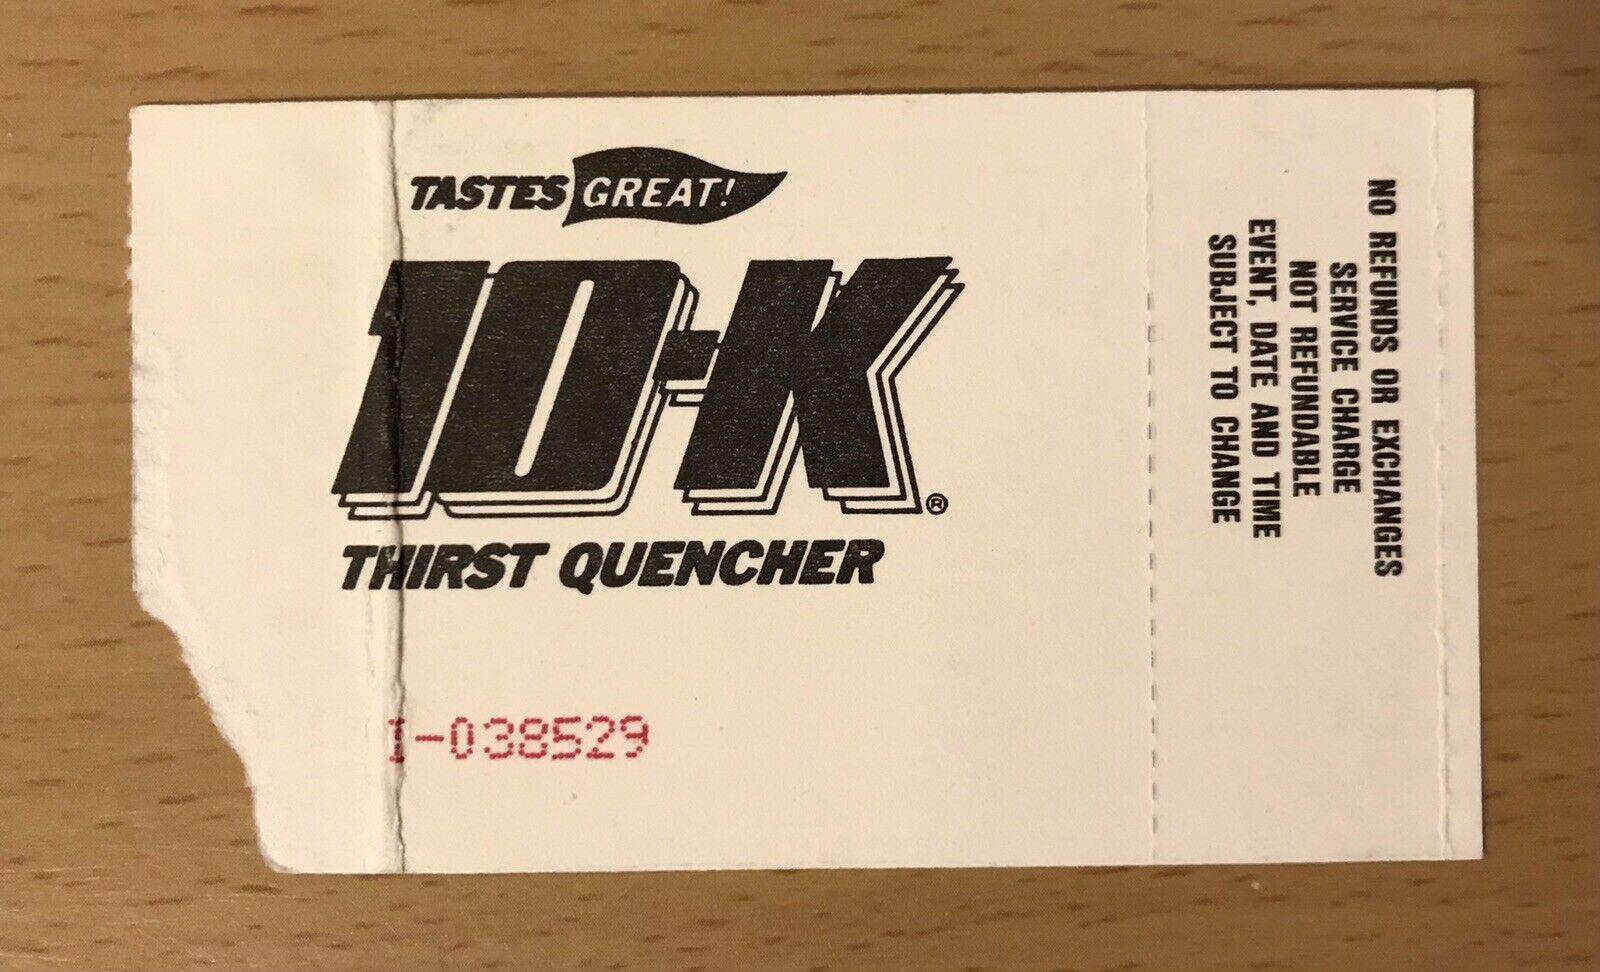 TASTES GREAT!
10-K®
THIRST QUENCHER
I-038529
NO REFUNDS OR EXCHANGES
SERVICE CHARGE
NOT REFUNDABLE
EVENT, DATE AND TIME
SUBJECT TO CHANGE